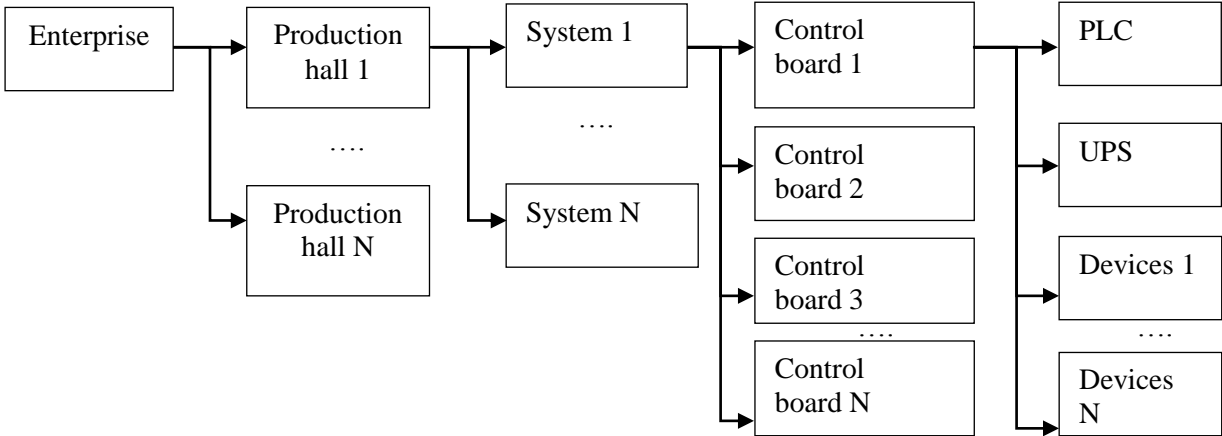 Enterprise
Production
hall 1
....
Production
hall N
System 1
....
System N
Control
board 1
Control
board 2
Control
board 3
....
Control
board N
PLC
UPS
Devices 1
....
Devices
N